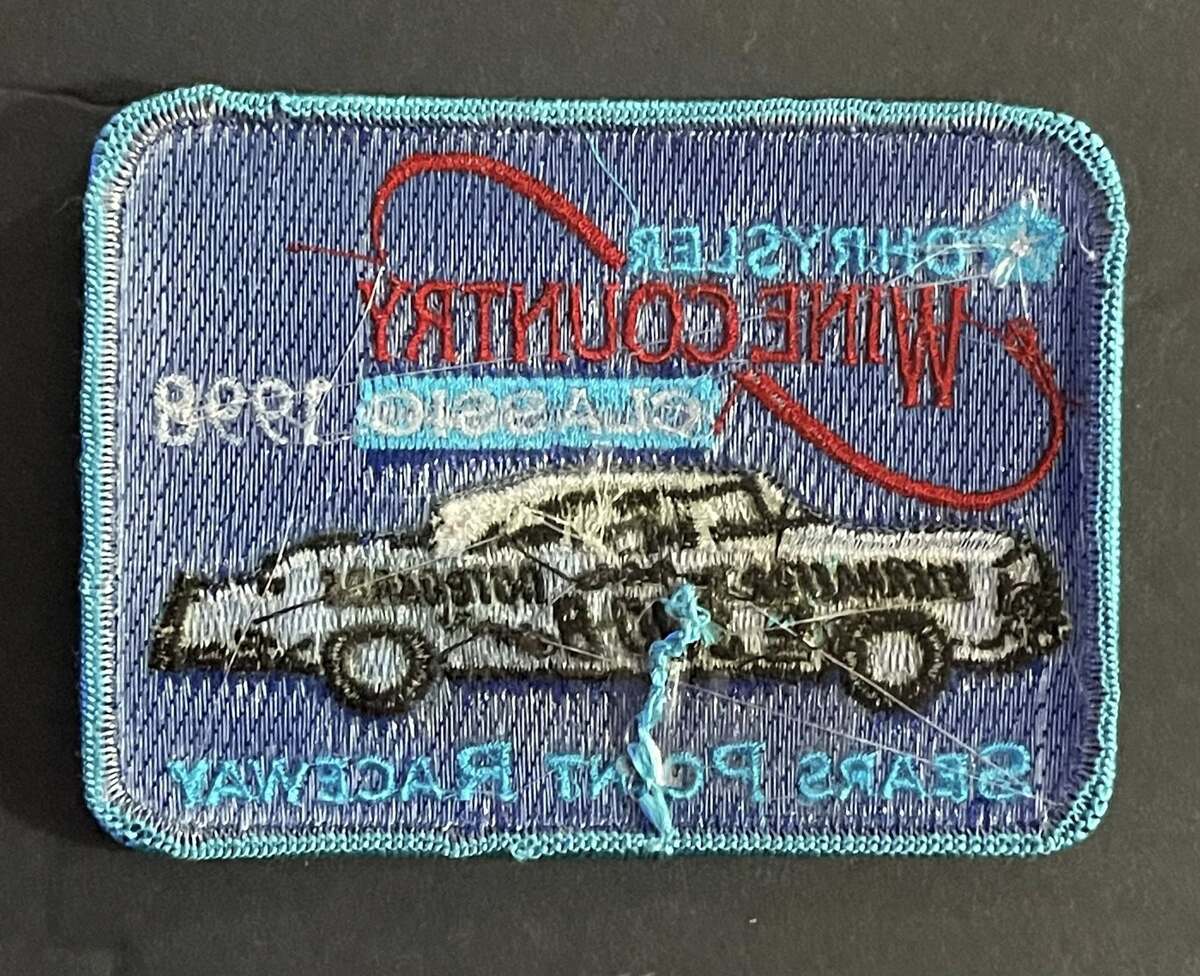 CHRYSLER
WINE COUNTRY
CLASSIC 1998
SEARS POINT RACEWAY